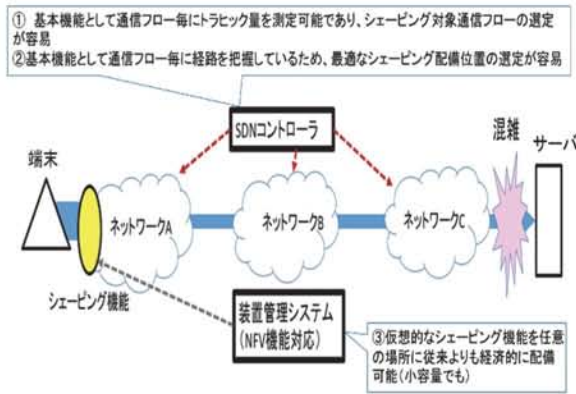 ① 基本機能として通信フロー毎にトラヒック量を測定可能であり、シェーピング対象通信フローの選定
が容易
②基本機能として通信フロー毎に経路を把握しているため、最適なシェーピング配備位置の選定が容易
SDNコントローラ
混雑
サーバ
端末
ネットワークA
ネットワークB
ネットワークC
シェーピング機能
装置管理システム
(NFV機能対応)
③仮想的なシェーピング機能を任意
の場所に従来よりも経済的に配備
可能(小容量でも)